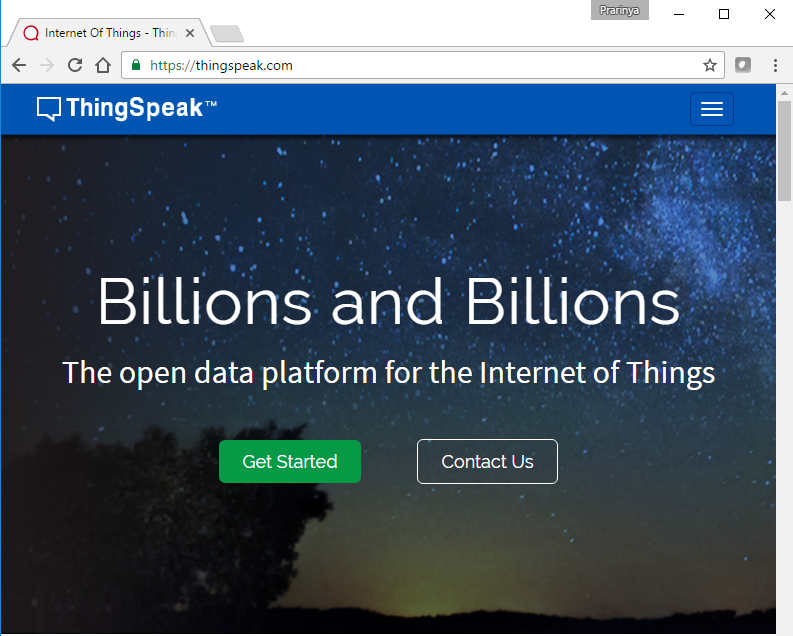 Prarinya
Internet Of Things - Thin
https://thingspeak.com
ThingSpeak™
Billions and Billions
The open data platform for the Internet of Things
Get Started
Contact Us